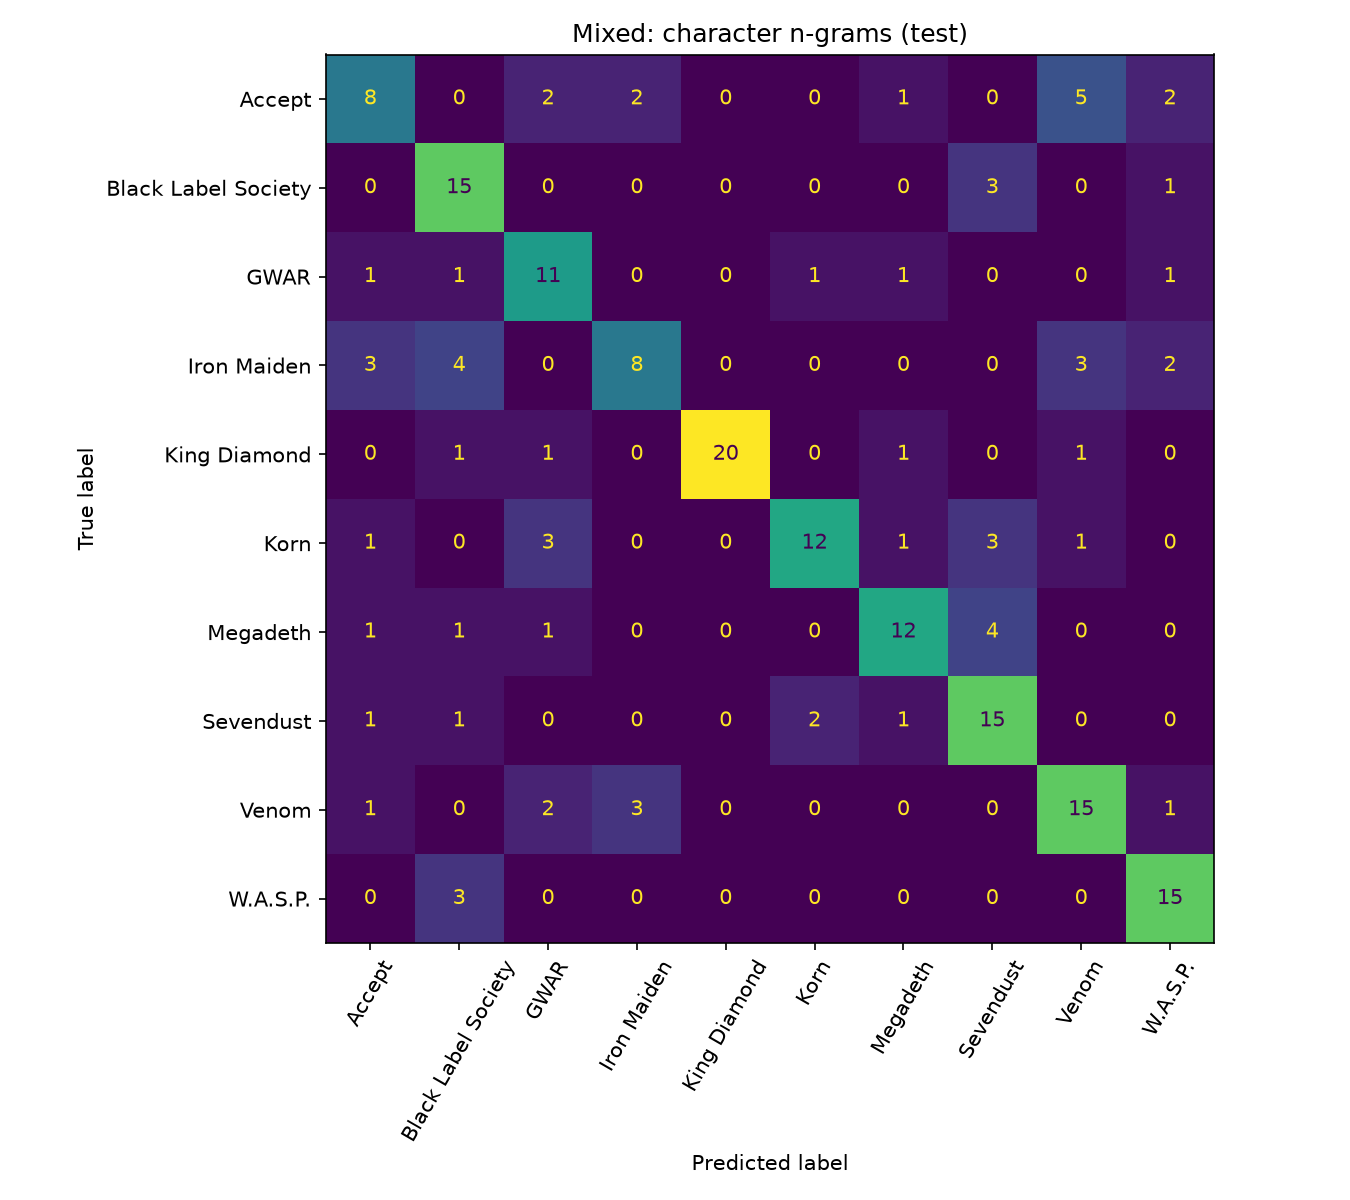 Mixed: character n-grams (test)
Accept 8 0 2 2 0 0 1 0 5 2
Black Label Society 0 15 0 0 0 0 0 3 0 1
GWAR 1 1 11 0 0 1 1 0 0 1
Iron Maiden 3 4 0 8 0 0 0 0 3 2
King Diamond 0 1 1 0 20 0 1 0 1 0
Korn 1 0 3 0 0 12 1 3 1 0
Megadeth 1 1 1 0 0 0 12 4 0 0
Sevendust 1 1 0 0 0 2 1 15 0 0
Venom 1 0 2 3 0 0 0 0 15 1
W.A.S.P. 0 3 0 0 0 0 0 0 0 15
True label
Accept
Black Label Society
GWAR
Iron Maiden
King Diamond
Korn
Megadeth
Sevendust
Venom
W.A.S.P.
Predicted label